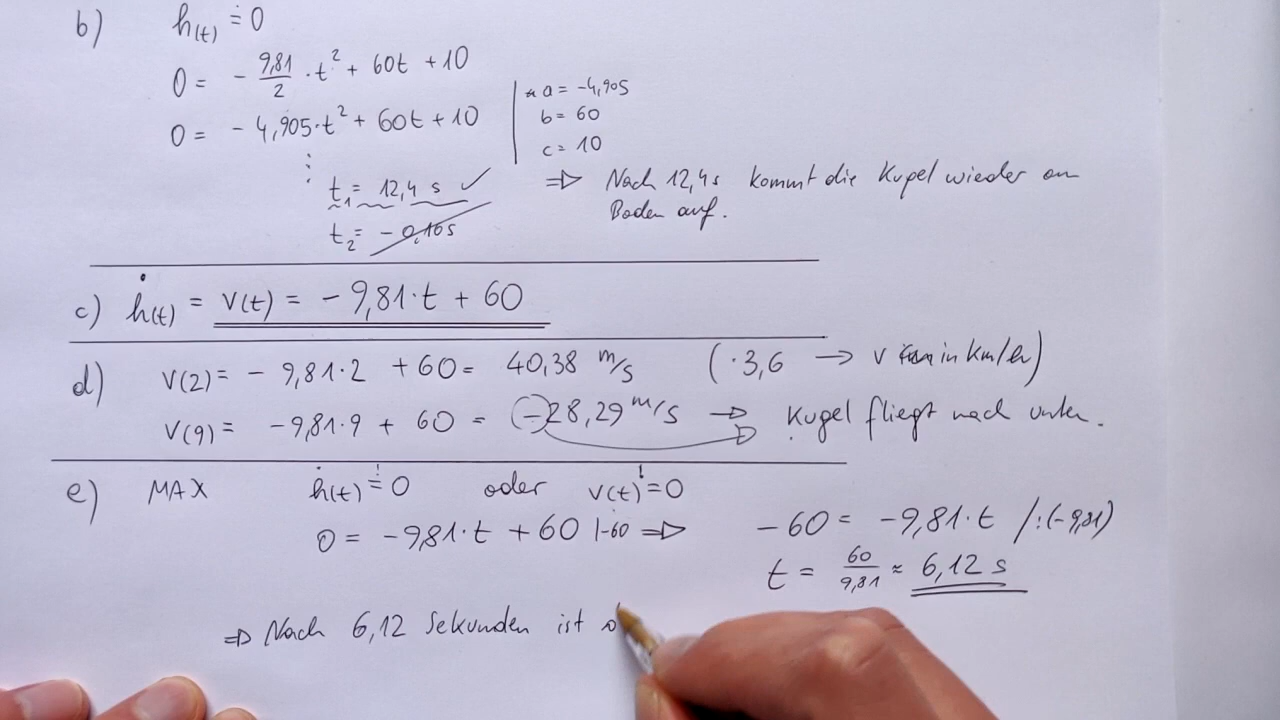 b) h(t) = 0
0 = - 9,81/2 · t² + 60t + 10
0 = - 4,905·t² + 60t + 10
a = -4,905
b = 60
c = 10
⋮
t₁ = 12,4 s ✓
t₂ = - 0,16s
⇒ Nach 12,4s kommt die Kugel wieder am
Boden auf.
c) ḣ(t) = v(t) = - 9,81·t + 60
d) v(2) = - 9,81·2 + 60 = 40,38 m/s (·3,6 → v in km/h)
v(9) = -9,81·9 + 60 = -28,29 m/s → Kugel fliegt nach unten.
e) MAX ḣ(t) = 0 oder v(t) = 0
0 = -9,81·t + 60 |-60 ⇒ -60 = -9,81·t /:(-9,81)
t = 60/9,81 ≈ 6,12 s
⇒ Nach 6,12 Sekunden ist